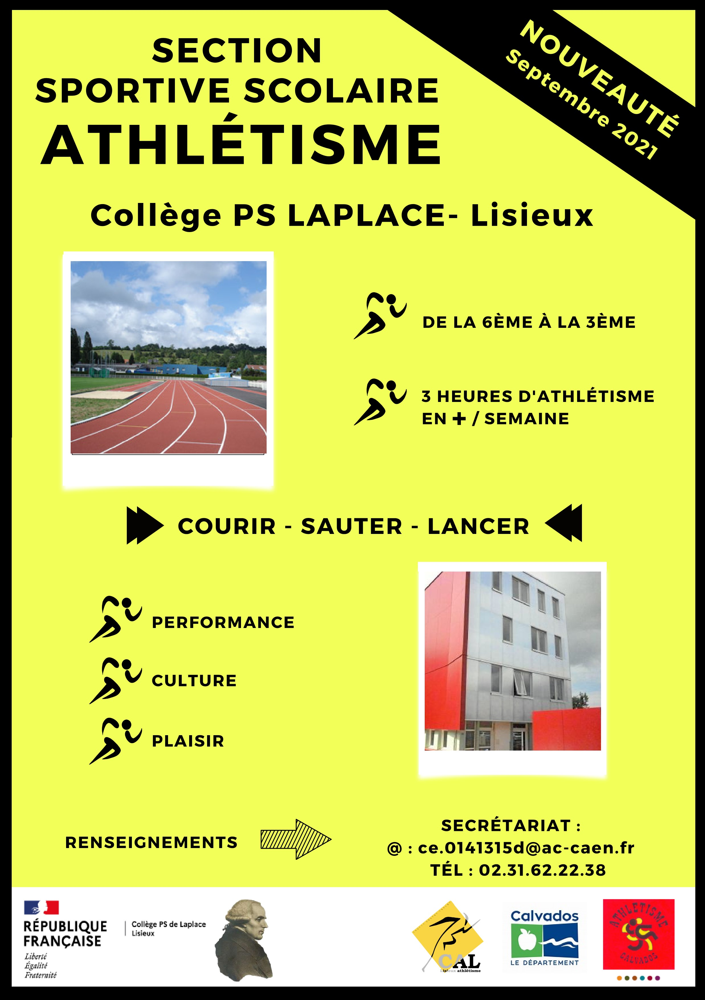 NOUVEAUTÉ
Septembre 2021
SECTION
SPORTIVE SCOLAIRE
ATHLÉTISME
Collège PS LAPLACE- Lisieux
DE LA 6ÈME À LA 3ÈME
3 HEURES D'ATHLÉTISME
EN + / SEMAINE
COURIR - SAUTER - LANCER
PERFORMANCE
CULTURE
PLAISIR
RENSEIGNEMENTS
SECRÉTARIAT :
@ : ce.0141315d@ac-caen.fr
TÉL : 02.31.62.22.38
RÉPUBLIQUE
FRANÇAISE
Liberté
Égalité
Fraternité
Collège PS de Laplace
Lisieux
CAL
Lisieux athlétisme
Calvados
LE DÉPARTEMENT
ATHLETISME
CALVADOS